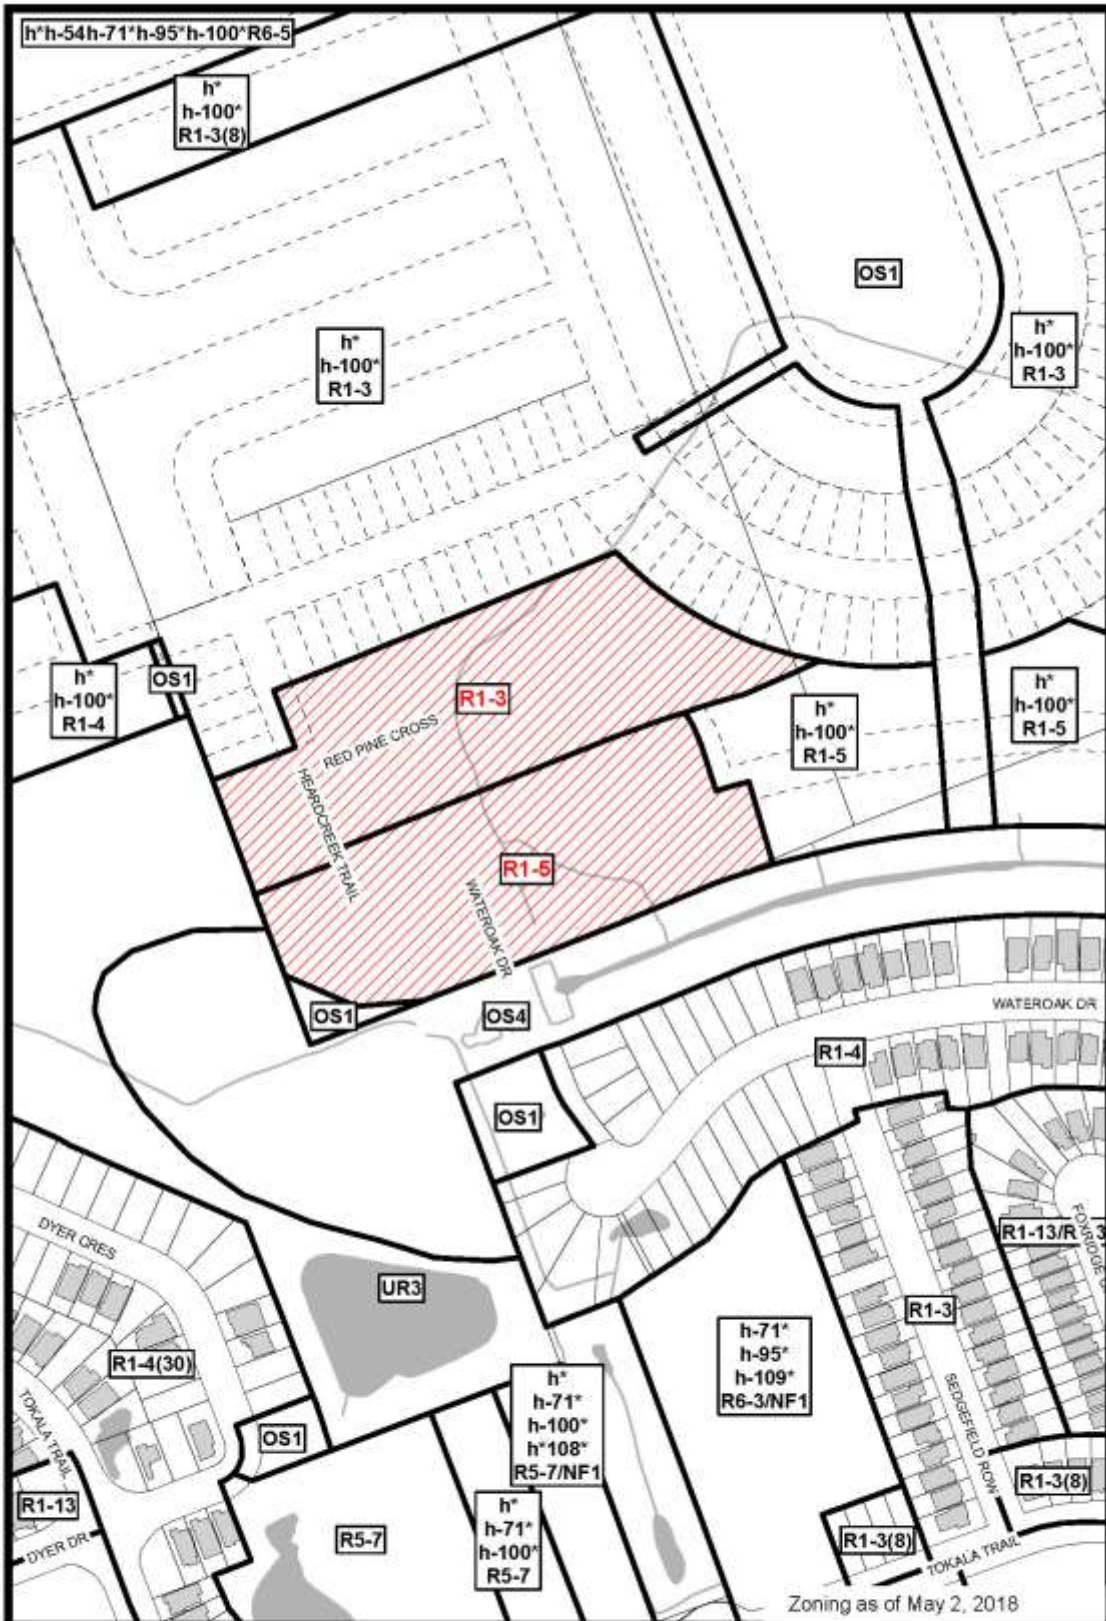 h*h-54h-71*h-95*h-100*R6-5
h*
h-100*
R1-3(8)
OS1
h*
h-100*
R1-3
h*
h-100*
R1-3
h*
h-100*
R1-4
OS1
R1-3
RED PINE CROSS
HEARDCREEK TRAIL
h*
h-100*
R1-5
h*
h-100*
R1-5
R1-5
WATEROAK DR
OS1
OS4
WATEROAK DR
R1-4
OS1
DYER CRES
R1-13/R
3
FOXRIDGE
UR3
R1-3
h-71*
h-95*
h-109*
R6-3/NF1
R1-4(30)
h*
h-71*
h-100*
h*108*
R5-7/NF1
TOKALA TRAIL
OS1
SEDGEFIELD ROW
R1-3(8)
R1-13
h*
h-71*
h-100*
R5-7
R5-7
R1-3(8)
DYER DR
TOKALA TRAIL
Zoning as of May 2, 2018